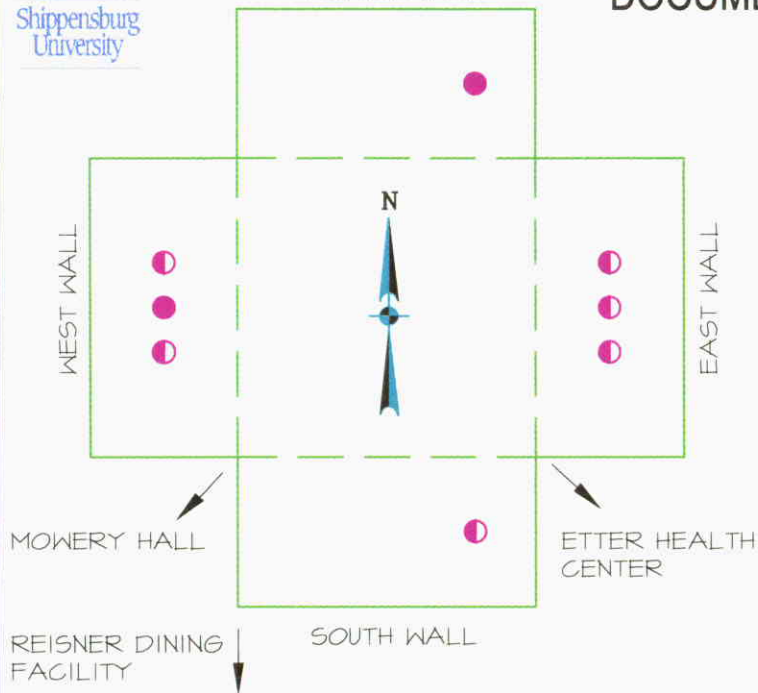 Shippensburg
University
N
WEST WALL
EAST WALL
MOWERY HALL
ETTER HEALTH
CENTER
REISNER DINING
FACILITY
SOUTH WALL